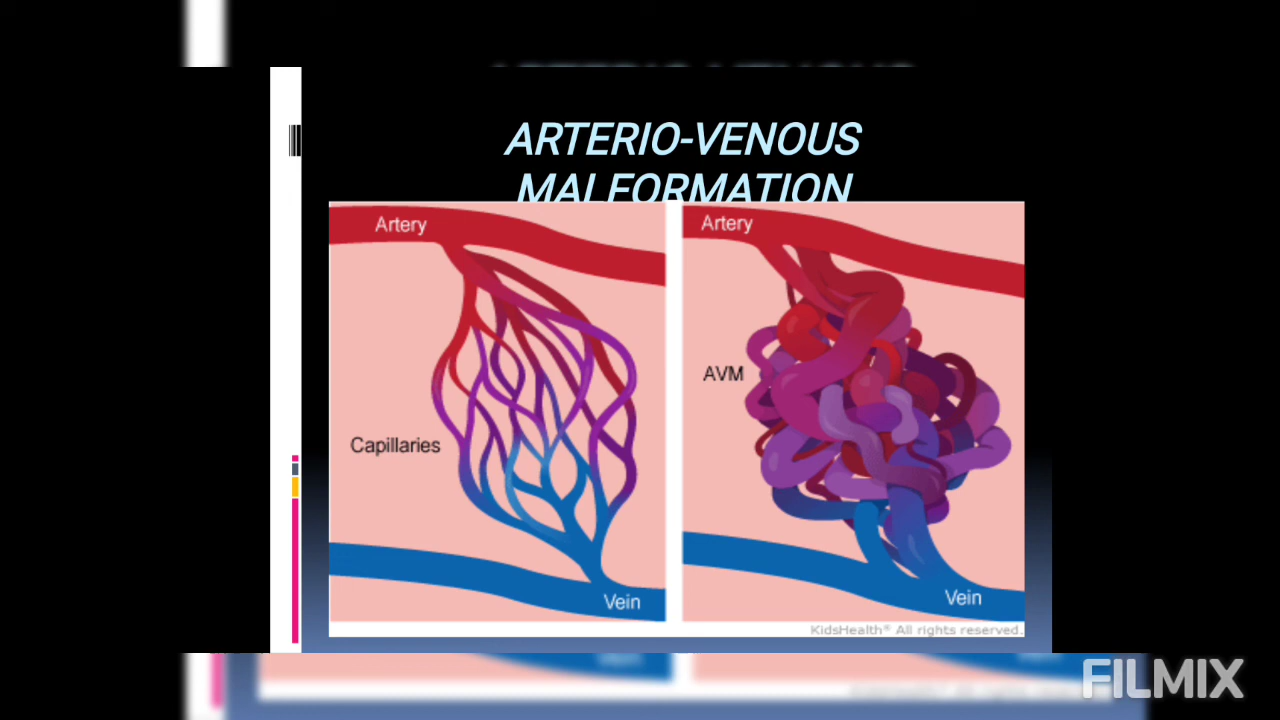 ARTERIO-VENOUS
MALFORMATION
Artery
Capillaries
Vein
Artery
AVM
Vein
KidsHealth® All rights reserved.
FILMIX